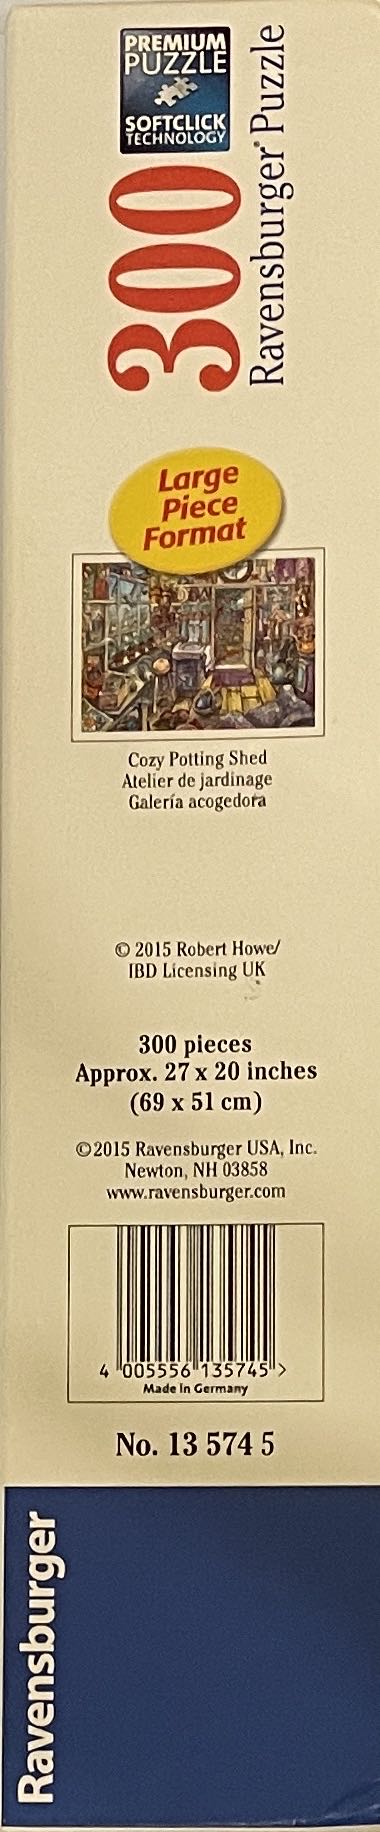 PREMIUM
PUZZLE
SOFTCLICK
TECHNOLOGY
300
Ravensburger® Puzzle
Large
Piece
Format
Cozy Potting Shed
Atelier de jardinage
Galería acogedora
© 2015 Robert Howe/
IBD Licensing UK
300 pieces
Approx. 27 x 20 inches
(69 x 51 cm)
©2015 Ravensburger USA, Inc.
Newton, NH 03858
www.ravensburger.com
4 005556 135745 >
Made in Germany
No. 13 574 5
Ravensburger